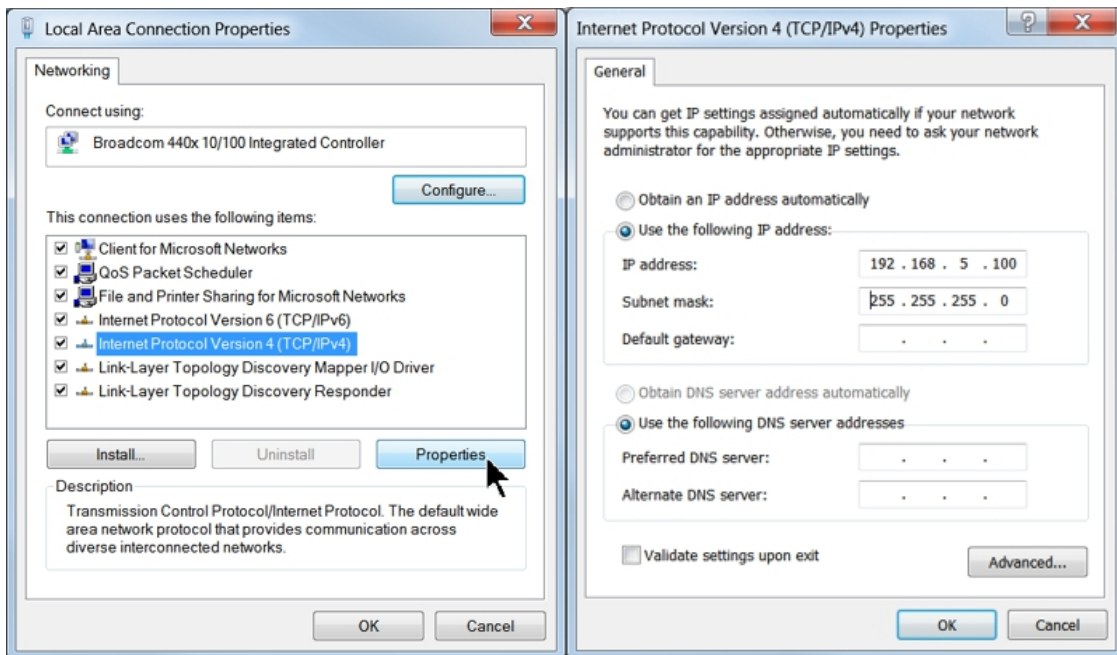 Local Area Connection Properties
Networking
Connect using:
Broadcom 440x 10/100 Integrated Controller
Configure...
This connection uses the following items:
Client for Microsoft Networks
QoS Packet Scheduler
File and Printer Sharing for Microsoft Networks
Internet Protocol Version 6 (TCP/IPv6)
Internet Protocol Version 4 (TCP/IPv4)
Link-Layer Topology Discovery Mapper I/O Driver
Link-Layer Topology Discovery Responder
Install...
Uninstall
Properties
Description
Transmission Control Protocol/Internet Protocol. The default wide
area network protocol that provides communication across
diverse interconnected networks.
OK
Cancel
Internet Protocol Version 4 (TCP/IPv4) Properties
General
You can get IP settings assigned automatically if your network
supports this capability. Otherwise, you need to ask your network
administrator for the appropriate IP settings.
Obtain an IP address automatically
Use the following IP address:
IP address: 192 . 168 . 5 . 100
Subnet mask: 255 . 255 . 255 . 0
Default gateway: . . .
Obtain DNS server address automatically
Use the following DNS server addresses
Preferred DNS server: . . .
Alternate DNS server: . . .
Validate settings upon exit
Advanced...
OK
Cancel